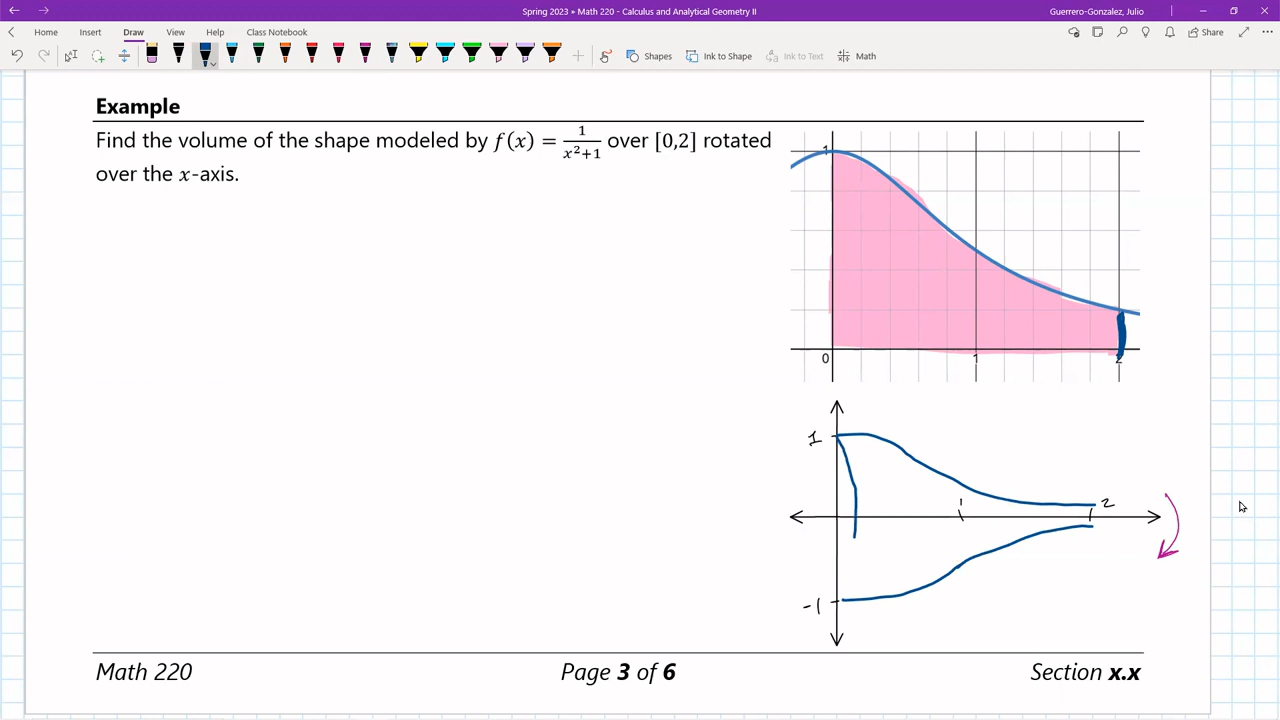 Spring 2023 » Math 220 - Calculus and Analytical Geometry II
Guerrero-Gonzalez, Julio
Home Insert Draw View Help Class Notebook
Share
Shapes Ink to Shape Ink to Text Math
Example
Find the volume of the shape modeled by f(x) = 1/(x²+1) over [0,2] rotated
over the x-axis.
1
0 1 2
1
2
-1
Math 220 Page 3 of 6 Section x.x